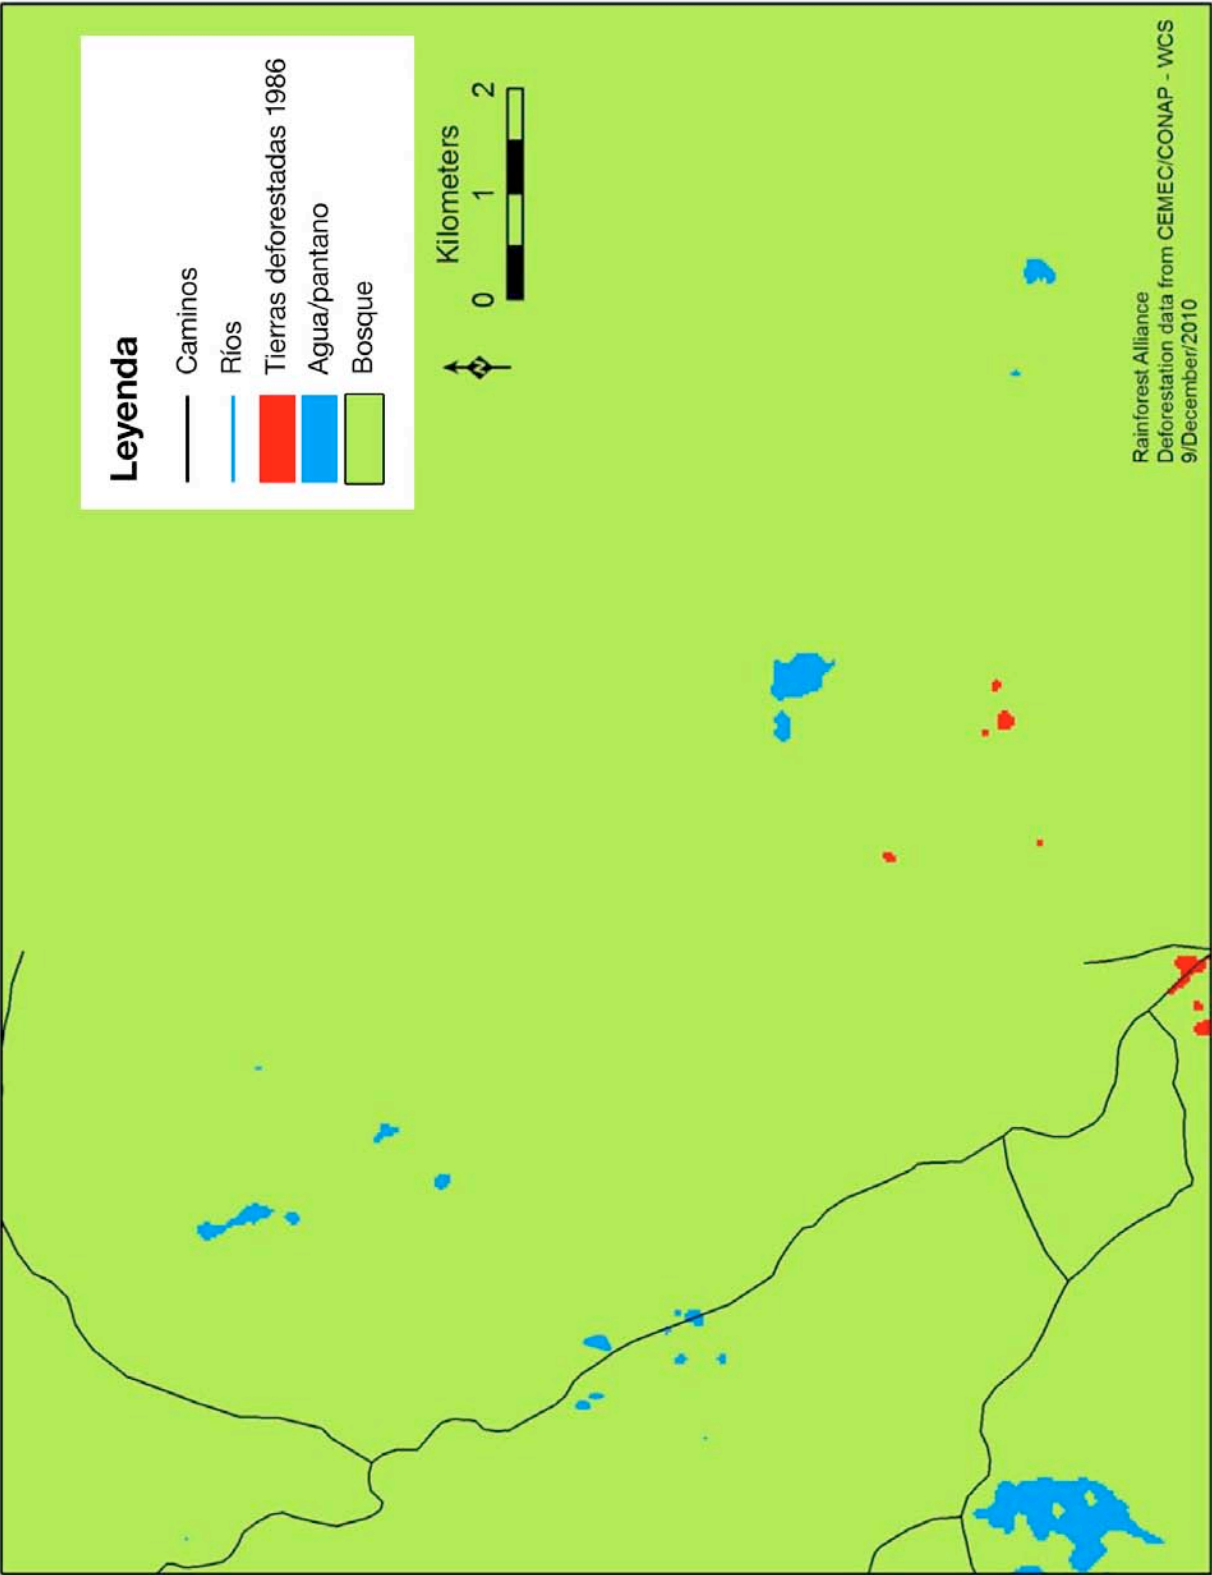 Leyenda
Caminos
Ríos
Tierras deforestadas 1986
Agua/pantano
Bosque
N
Kilometers
0 1 2
Rainforest Alliance
Deforestation data from CEMEC/CONAP - WCS
9/December/2010